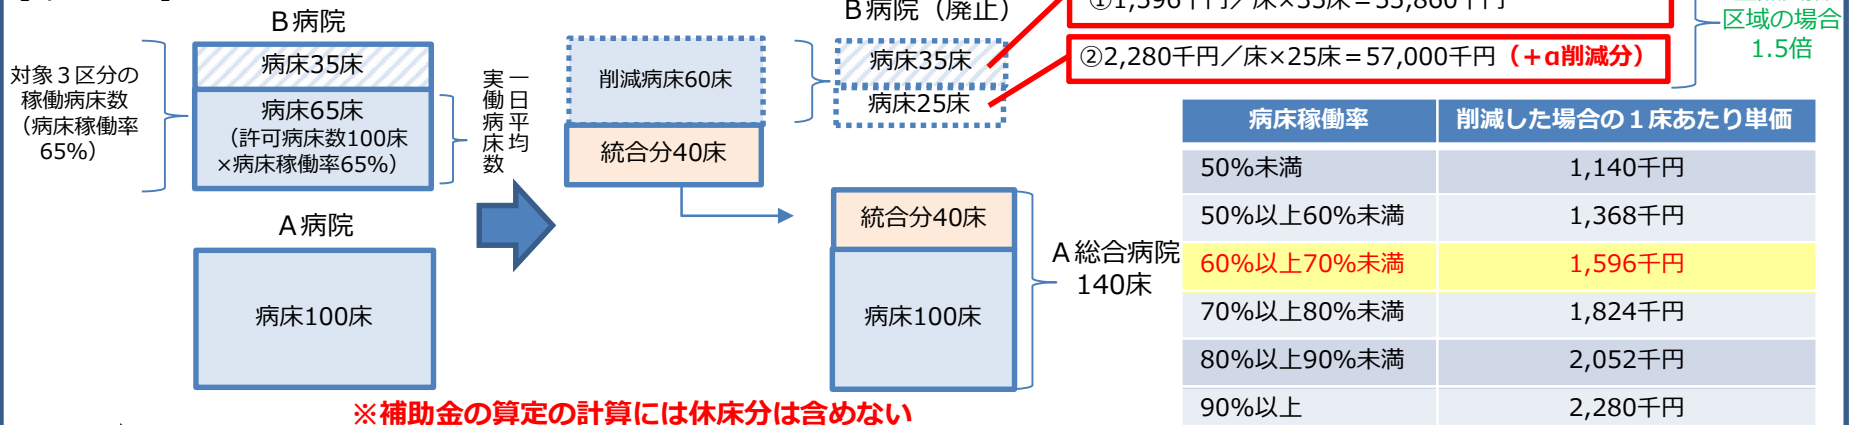 B病院
対象３区分の
稼働病床数
（病床稼働率
65%）
病床35床
病床65床
（許可病床数100床
×病床稼働率65%）
一日平均
実働病床数
A病院
病床100床
削減病床60床
統合分40床
B病院（廃止）
病床35床
病床25床
②2,280千円／床×25床＝57,000千円（+α削減分）
区域の場合
1.5倍
統合分40床
病床100床
A総合病院
140床
病床稼働率 削減した場合の１床あたり単価
50%未満 1,140千円
50%以上60%未満 1,368千円
60%以上70%未満 1,596千円
70%以上80%未満 1,824千円
80%以上90%未満 2,052千円
90%以上 2,280千円
※補助金の算定の計算には休床分は含めない